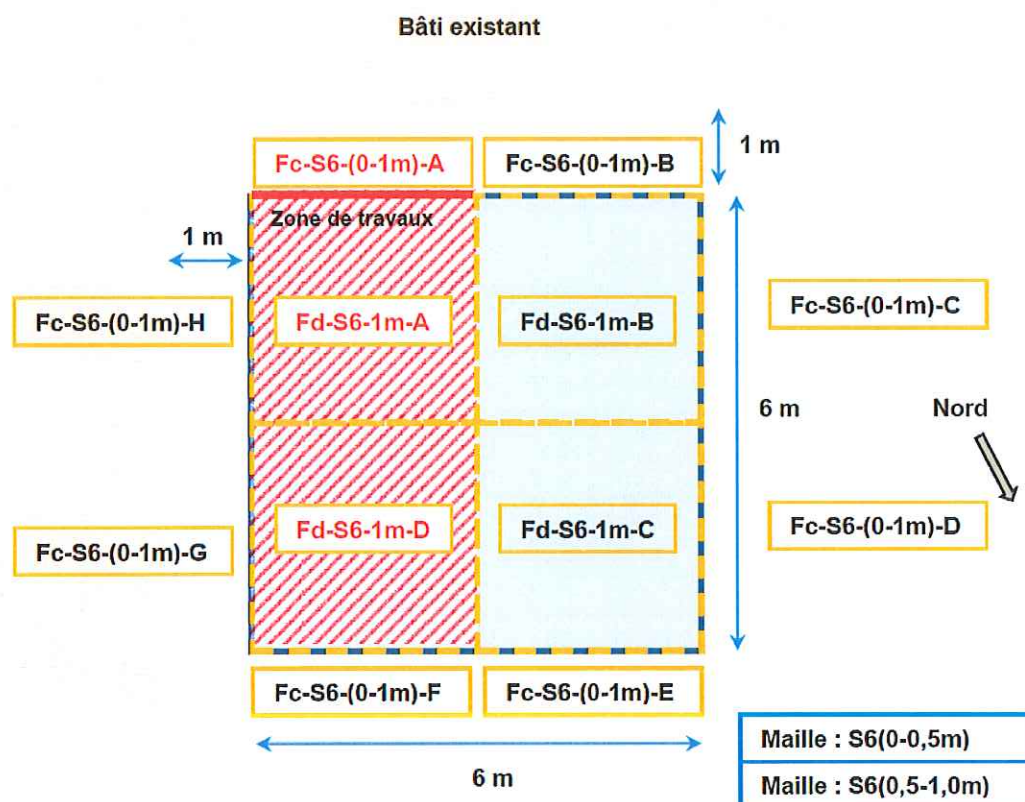 Bâti existant
1 m
Fc-S6-(0-1m)-A
Fc-S6-(0-1m)-B
Zone de travaux
1 m
Fc-S6-(0-1m)-H
Fd-S6-1m-A
Fd-S6-1m-B
Fc-S6-(0-1m)-C
6 m
Nord
Fc-S6-(0-1m)-G
Fd-S6-1m-D
Fd-S6-1m-C
Fc-S6-(0-1m)-D
Fc-S6-(0-1m)-F
Fc-S6-(0-1m)-E
6 m
Maille : S6(0-0,5m)
Maille : S6(0,5-1,0m)